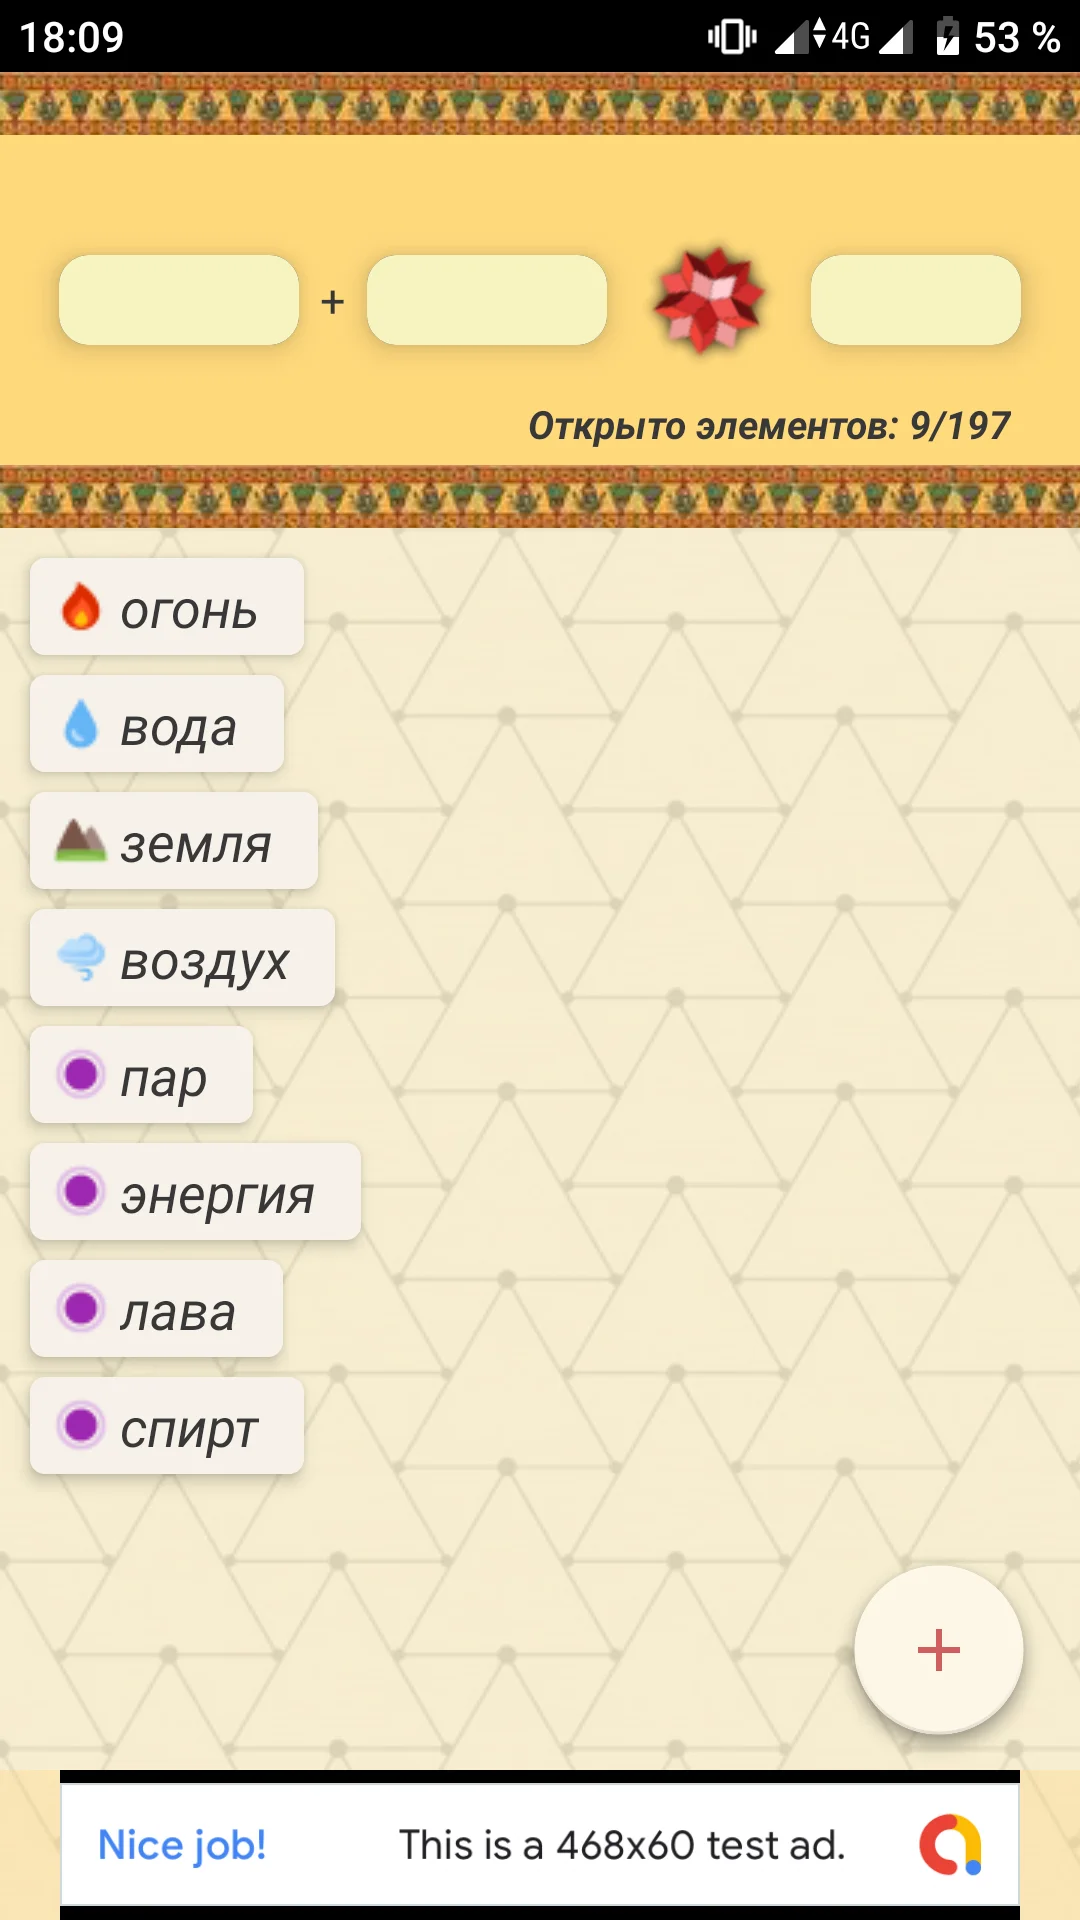 18:09 4G 53 %
+
Открыто элементов: 9/197
огонь
вода
земля
воздух
пар
энергия
лава
спирт
+
Nice job! This is a 468x60 test ad.